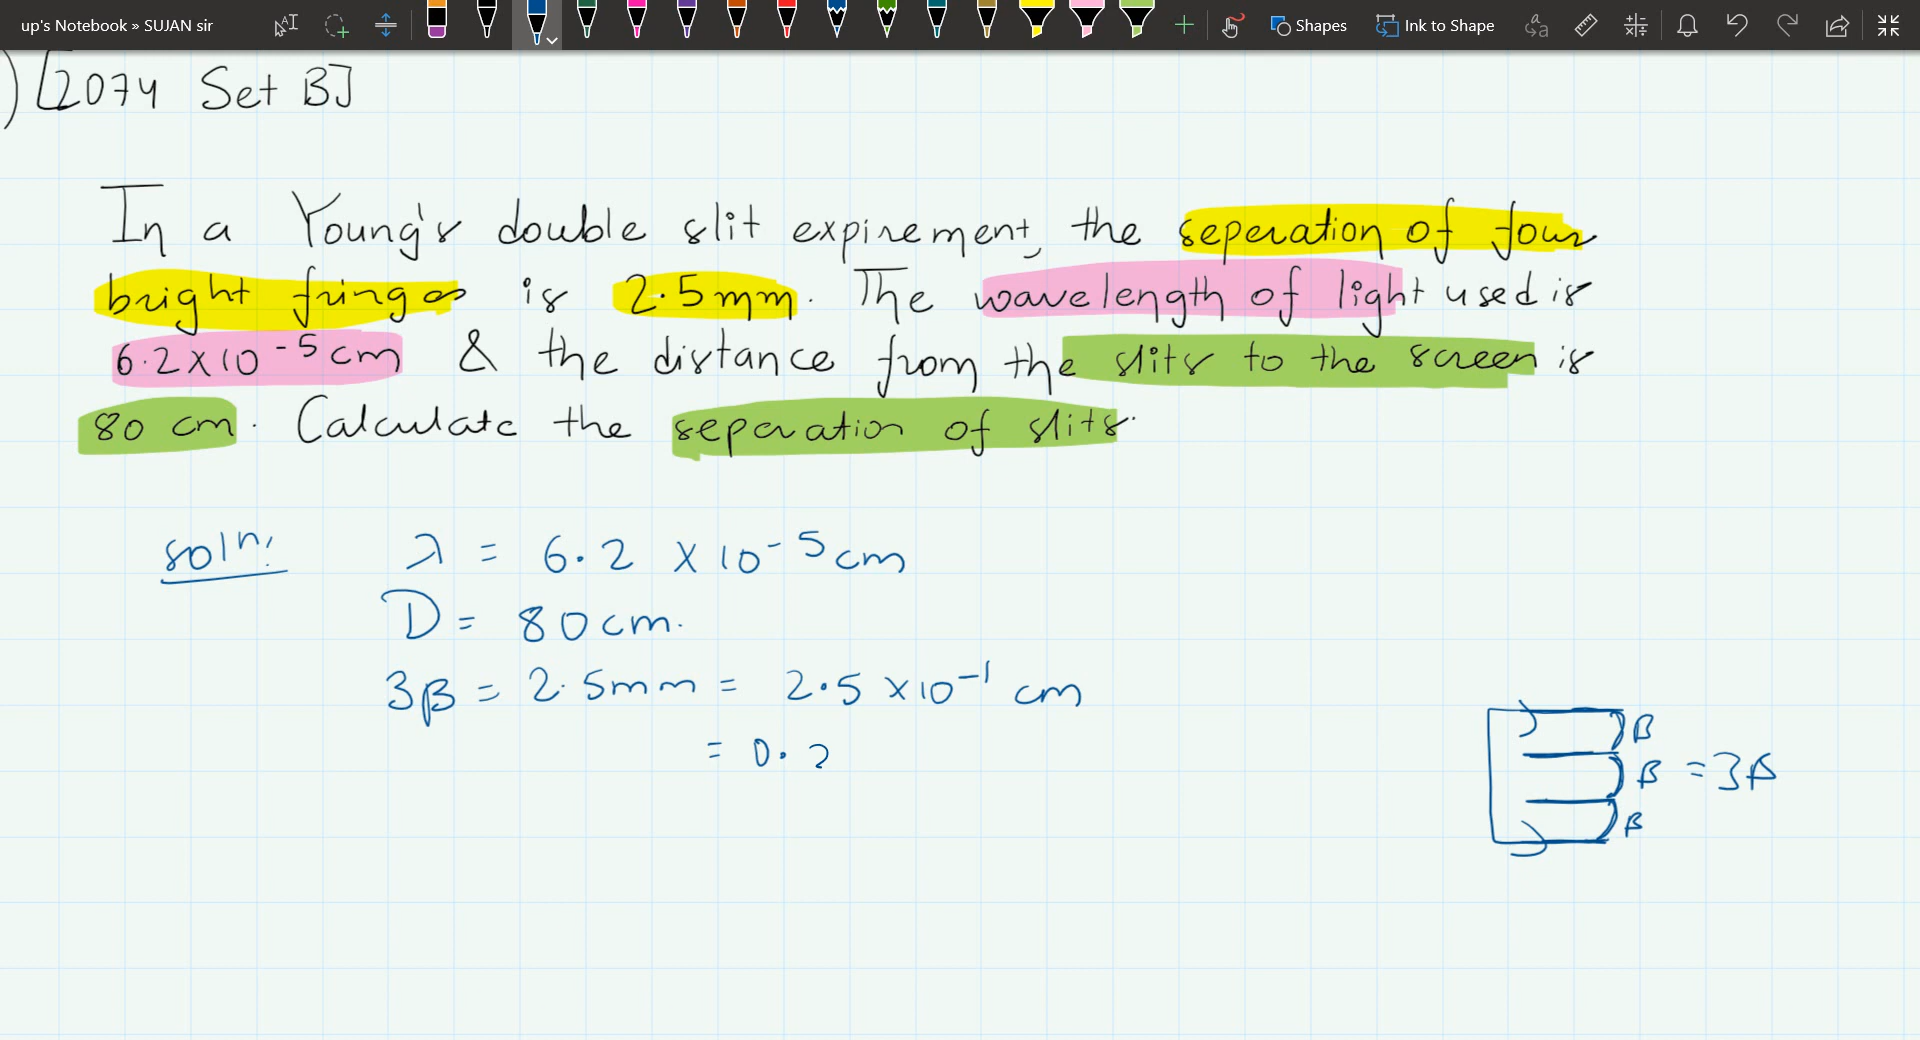 up's Notebook » SUJAN sir
Shapes
Ink to Shape
) [2074 Set B]
In a Young's double slit expirement, the seperation of four
bright fringes is 2.5mm. The wavelength of light used is
6.2x10-5cm & the distance from the slits to the screen is
80 cm. Calculate the seperation of slits.
soln:
λ = 6.2 x10-5cm
D = 80cm.
3β = 2.5mm = 2.5 x10-1 cm
= 0.2
β
β = 3β
β